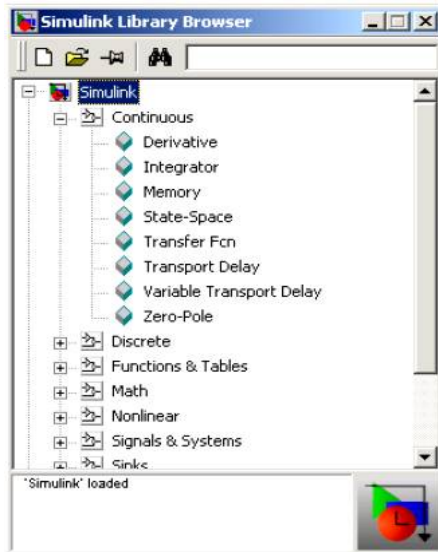 Simulink Library Browser
Simulink
Continuous
Derivative
Integrator
Memory
State-Space
Transfer Fcn
Transport Delay
Variable Transport Delay
Zero-Pole
Discrete
Functions & Tables
Math
Nonlinear
Signals & Systems
Sinks
'Simulink' loaded